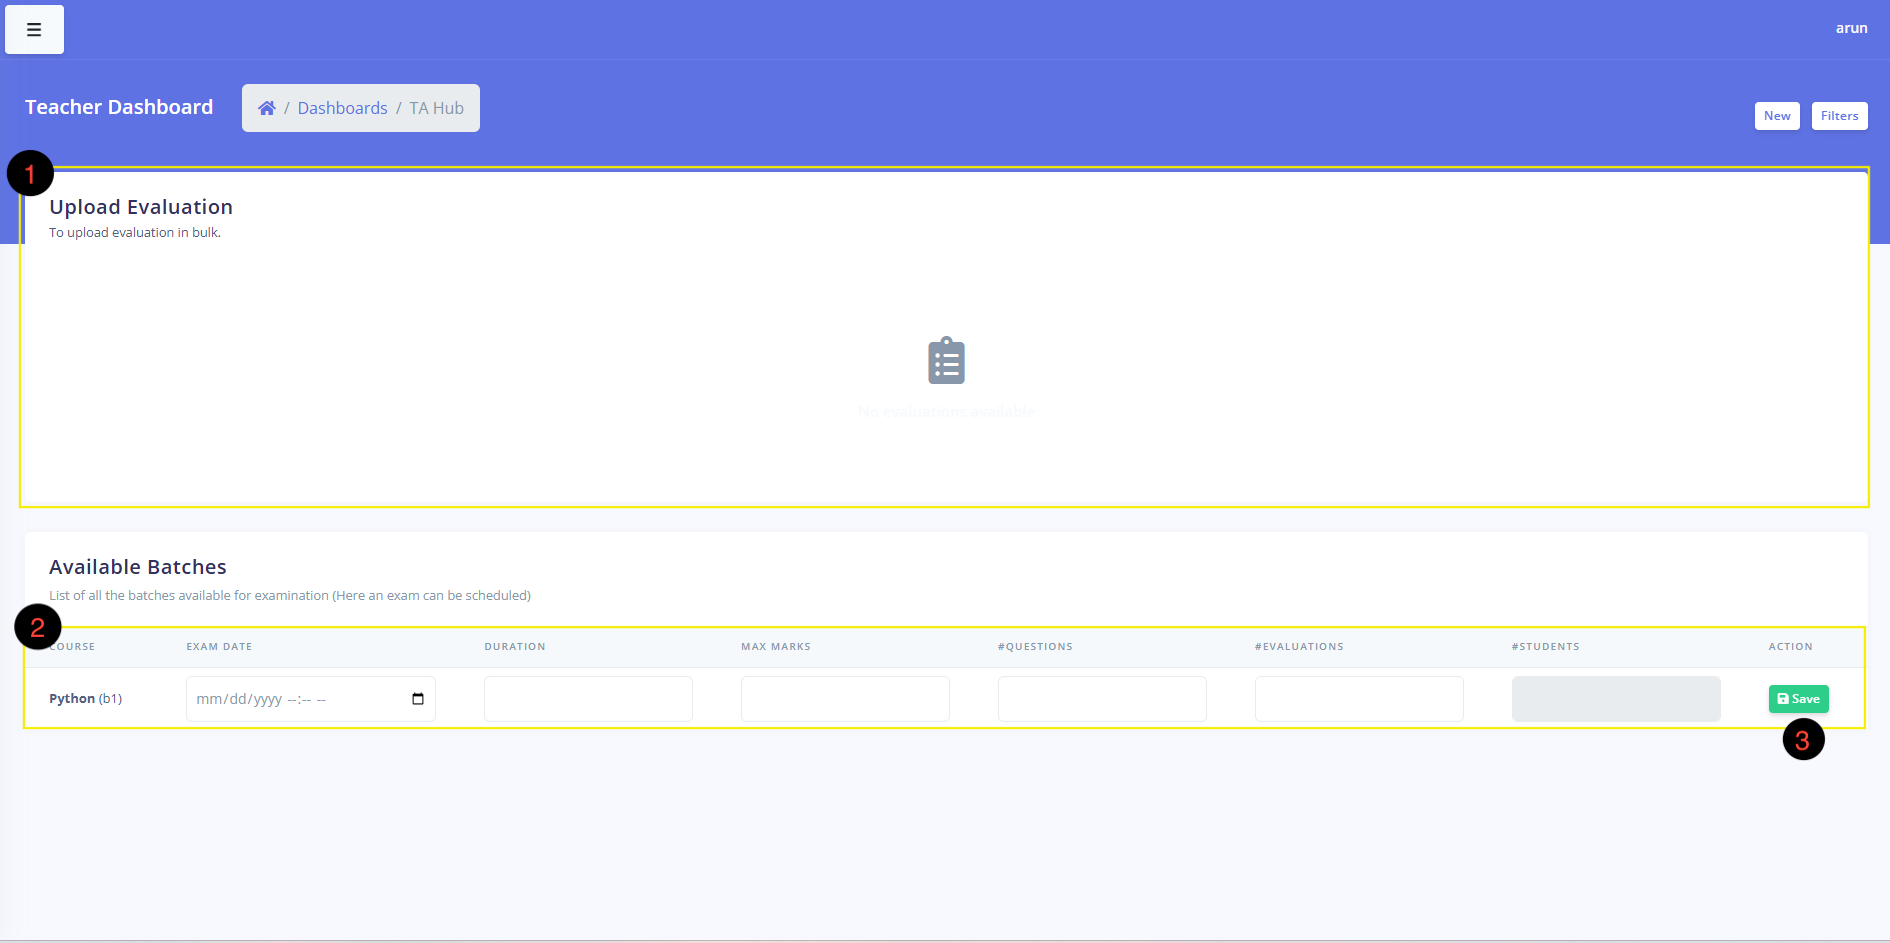 arun
Teacher Dashboard
/ Dashboards / TA Hub
New
Filters
1
Upload Evaluation
To upload evaluation in bulk.
No evaluations available
Available Batches
List of all the batches available for examination (Here an exam can be scheduled)
2
COURSE EXAM DATE DURATION MAX MARKS #QUESTIONS #EVALUATIONS #STUDENTS ACTION
Python (b1) mm/dd/yyyy --:-- -- Save
3